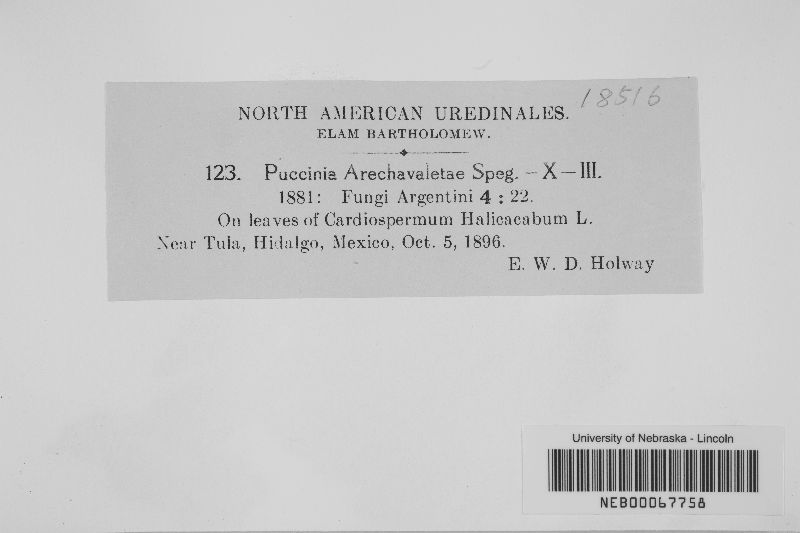 18516
NORTH AMERICAN UREDINALES.
ELAM BARTHOLOMEW.
123. Puccinia Arechavaletae Speg. – X – III.
1881: Fungi Argentini 4 : 22.
On leaves of Cardiospermum Halicacabum L.
Near Tula, Hidalgo, Mexico, Oct. 5, 1896.
E. W. D. Holway
University of Nebraska - Lincoln
NEB00067758